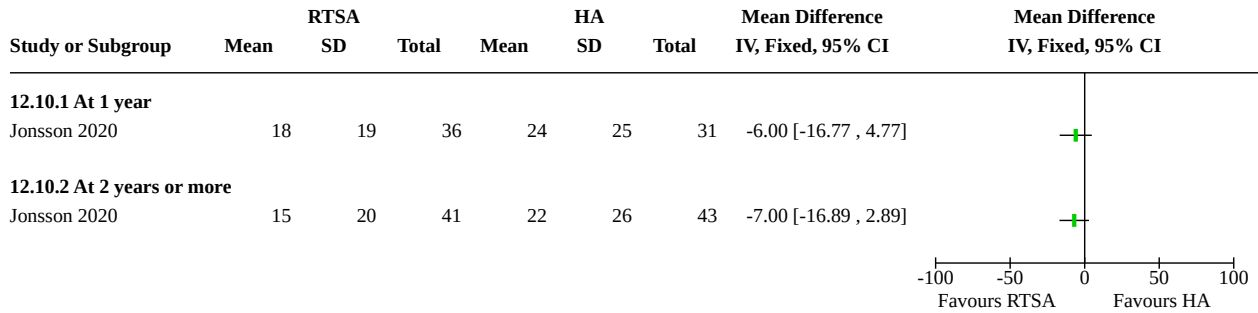 RTSA HA Mean Difference Mean Difference
Study or Subgroup Mean SD Total Mean SD Total IV, Fixed, 95% CI IV, Fixed, 95% CI
12.10.1 At 1 year
Jonsson 2020 18 19 36 24 25 31 -6.00 [-16.77 , 4.77]
12.10.2 At 2 years or more
Jonsson 2020 15 20 41 22 26 43 -7.00 [-16.89 , 2.89]
-100 -50 0 50 100
Favours RTSA Favours HA